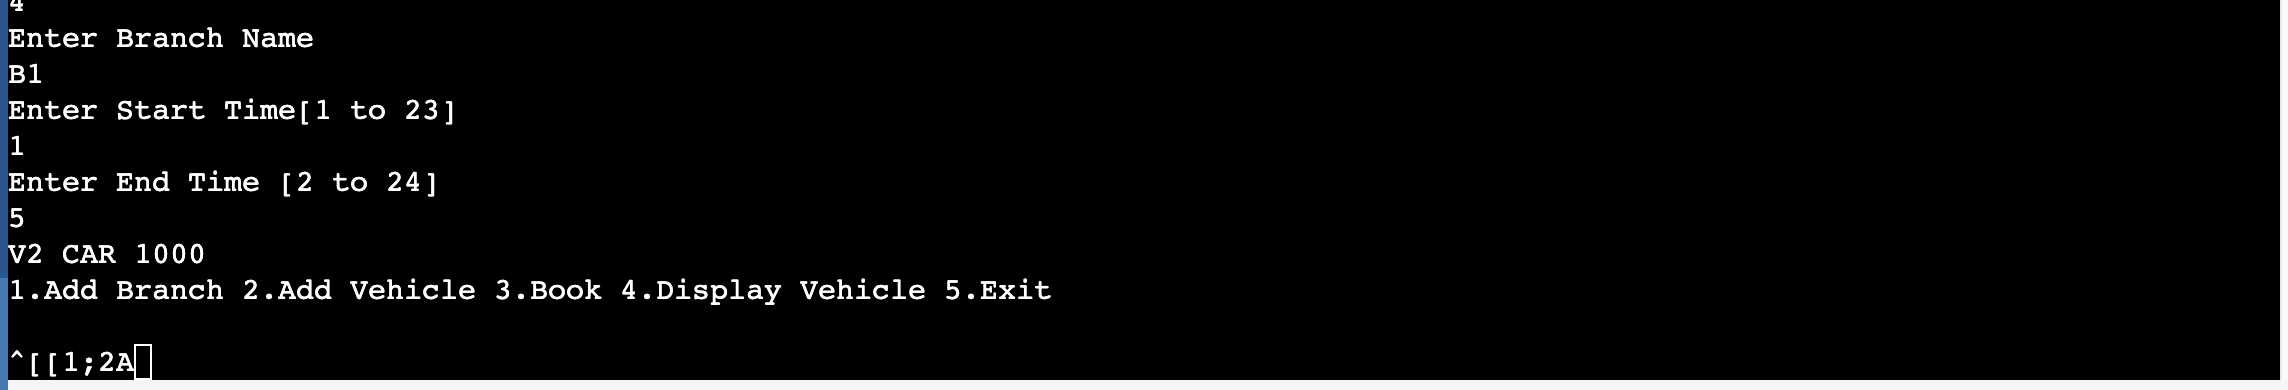 4
Enter Branch Name
B1
Enter Start Time[1 to 23]
1
Enter End Time [2 to 24]
5
V2 CAR 1000
1.Add Branch 2.Add Vehicle 3.Book 4.Display Vehicle 5.Exit
^[[1;2A